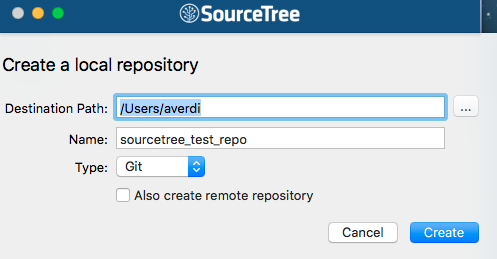 SourceTree
Create a local repository
Destination Path: /Users/averdi ...
Name: sourcetree_test_repo
Type: Git
Also create remote repository
Cancel Create